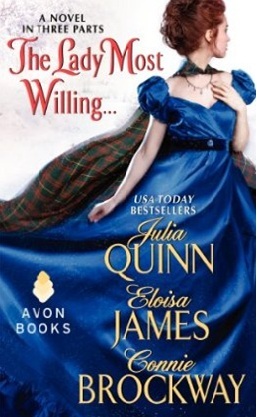 A NOVEL
IN THREE PARTS
The Lady Most
Willing...
USA TODAY
BESTSELLERS
Julia
QUINN
Eloisa
JAMES
Connie
BROCKWAY
AVON
BOOKS